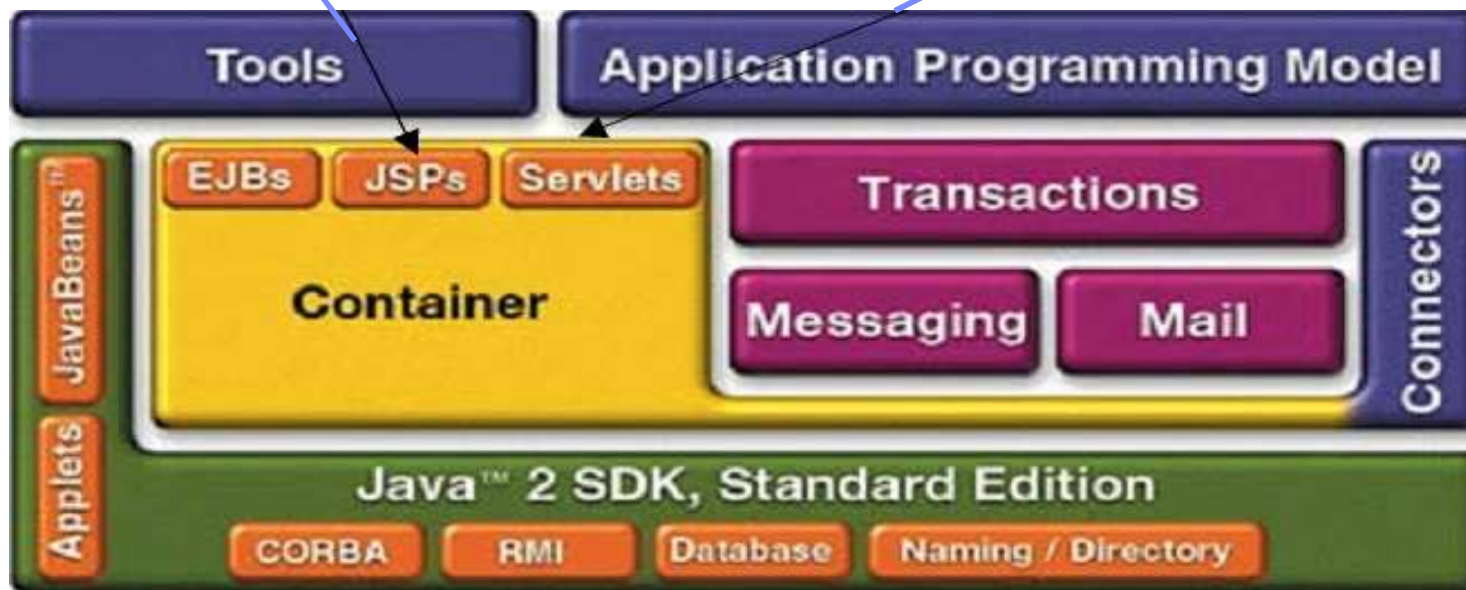 Tools
Application Programming Model
JavaBeans™
EJBs
JSPs
Servlets
Container
Transactions
Messaging
Mail
Connectors
Applets
Java™ 2 SDK, Standard Edition
CORBA
RMI
Database
Naming / Directory